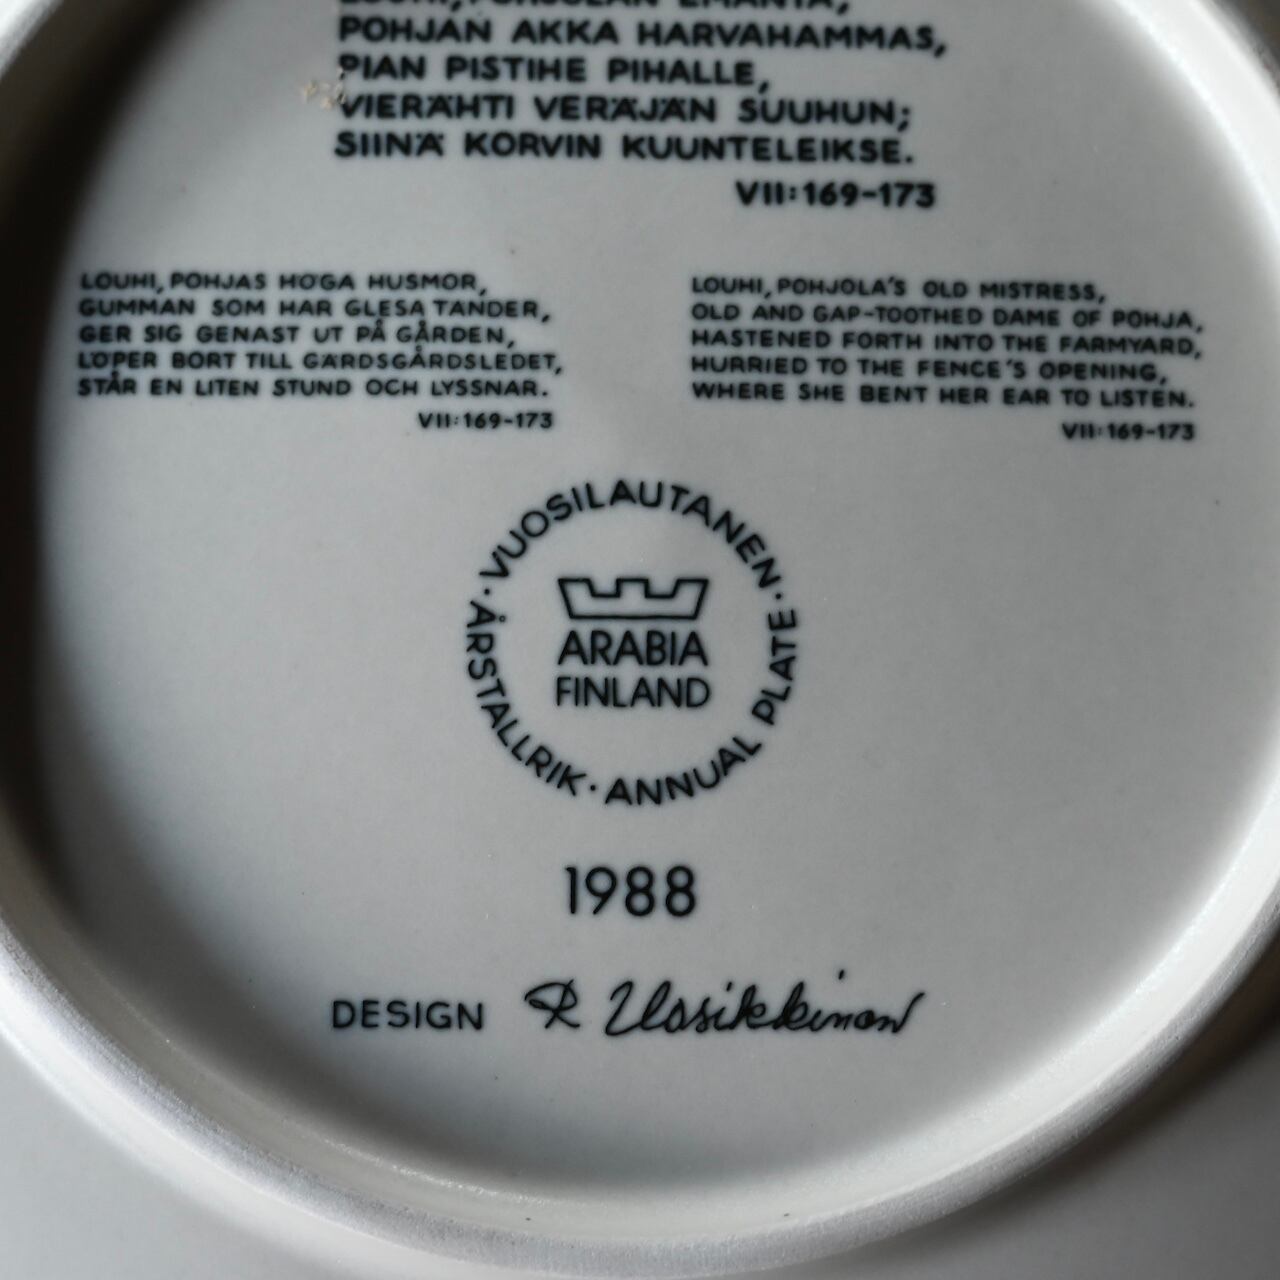 LOUHI, POHJOLAN EMÄNTÄ,
POHJAN AKKA HARVAHAMMAS,
PIAN PISTIHE PIHALLE,
VIERÄHTI VERÄJÄN SUUHUN;
SIINÄ KORVIN KUUNTELEIKSE.
VII:169-173
LOUHI, POHJAS HÖGA HUSMOR,
GUMMAN SOM HAR GLESA TÄNDER,
GER SIG GENAST UT PÅ GÅRDEN,
LÖPER BORT TILL GÄRDSGÅRDSLEDET,
STÅR EN LITEN STUND OCH LYSSNAR.
VII:169-173
LOUHI, POHJOLA'S OLD MISTRESS,
OLD AND GAP-TOOTHED DAME OF POHJA,
HASTENED FORTH INTO THE FARMYARD,
HURRIED TO THE FENCE'S OPENING,
WHERE SHE BENT HER EAR TO LISTEN.
VII:169-173
· VUOSILAUTANEN · ANNUAL PLATE · ÅRSTALLRIK
ARABIA
FINLAND
1988
DESIGN R Uosikkinen